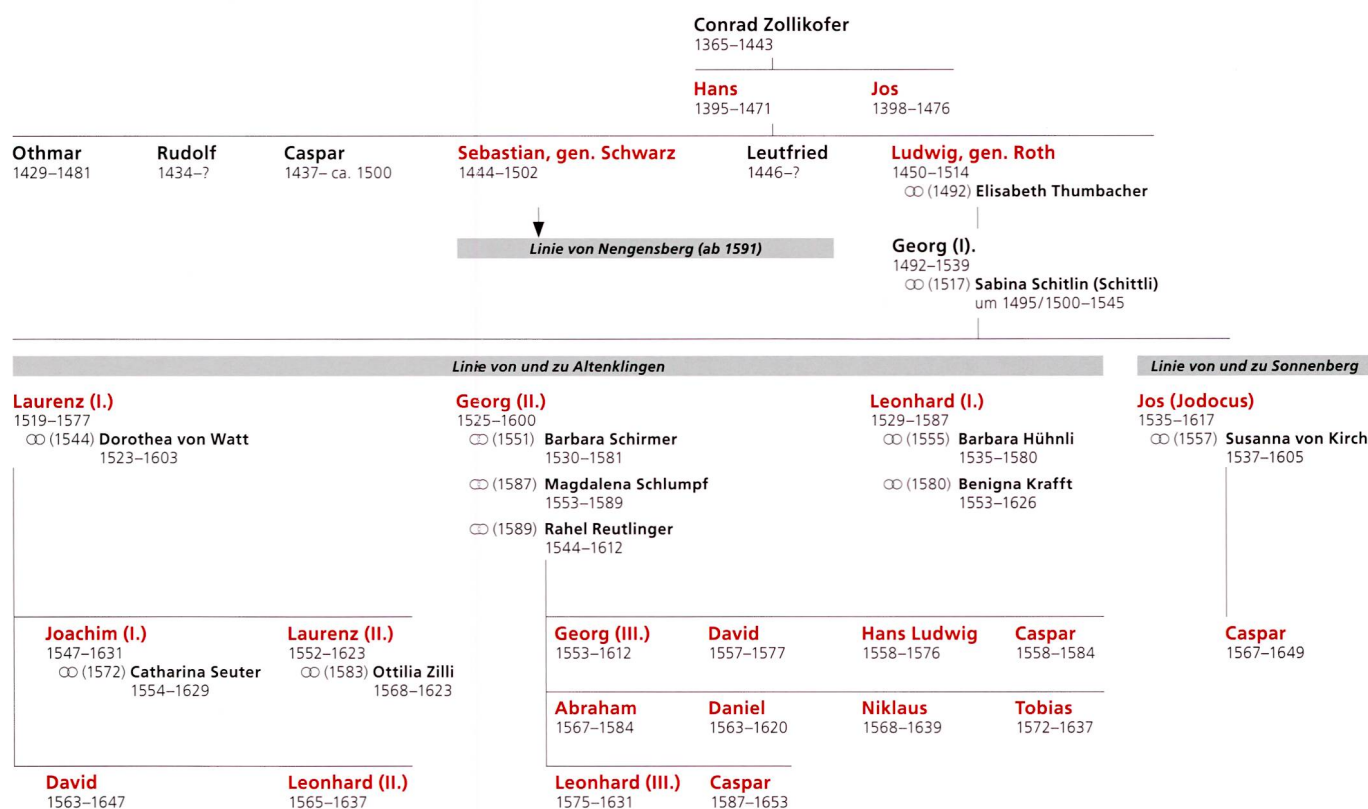 Conrad Zollikofer
1365–1443
Hans Jos
1395–1471 1398–1476
Othmar Rudolf Caspar Sebastian, gen. Schwarz Leutfried Ludwig, gen. Roth
1429–1481 1434–? 1437– ca. 1500 1444–1502 1446–? 1450–1514
⚭ (1492) Elisabeth Thumbacher
Linie von Nengensberg (ab 1591)
Georg (I).
1492–1539
⚭ (1517) Sabina Schitlin (Schittli)
um 1495/1500–1545
Linie von und zu Altenklingen Linie von und zu Sonnenberg
Laurenz (I.) Georg (II.) Leonhard (I.) Jos (Jodocus)
1519–1577 1525–1600 1529–1587 1535–1617
⚭ (1544) Dorothea von Watt ⚭ (1551) Barbara Schirmer ⚭ (1555) Barbara Hühnli ⚭ (1557) Susanna von Kirch
1523–1603 1530–1581 1535–1580 1537–1605
⚭ (1587) Magdalena Schlumpf ⚭ (1580) Benigna Krafft
1553–1589 1553–1626
⚭ (1589) Rahel Reutlinger
1544–1612
Joachim (I.) Laurenz (II.) Georg (III.) David Hans Ludwig Caspar Caspar
1547–1631 1552–1623 1553–1612 1557–1577 1558–1576 1558–1584 1567–1649
⚭ (1572) Catharina Seuter ⚭ (1583) Ottilia Zilli
1554–1629 1568–1623
Abraham Daniel Niklaus Tobias
1567–1584 1563–1620 1568–1639 1572–1637
David Leonhard (II.) Leonhard (III.) Caspar
1563–1647 1565–1637 1575–1631 1587–1653